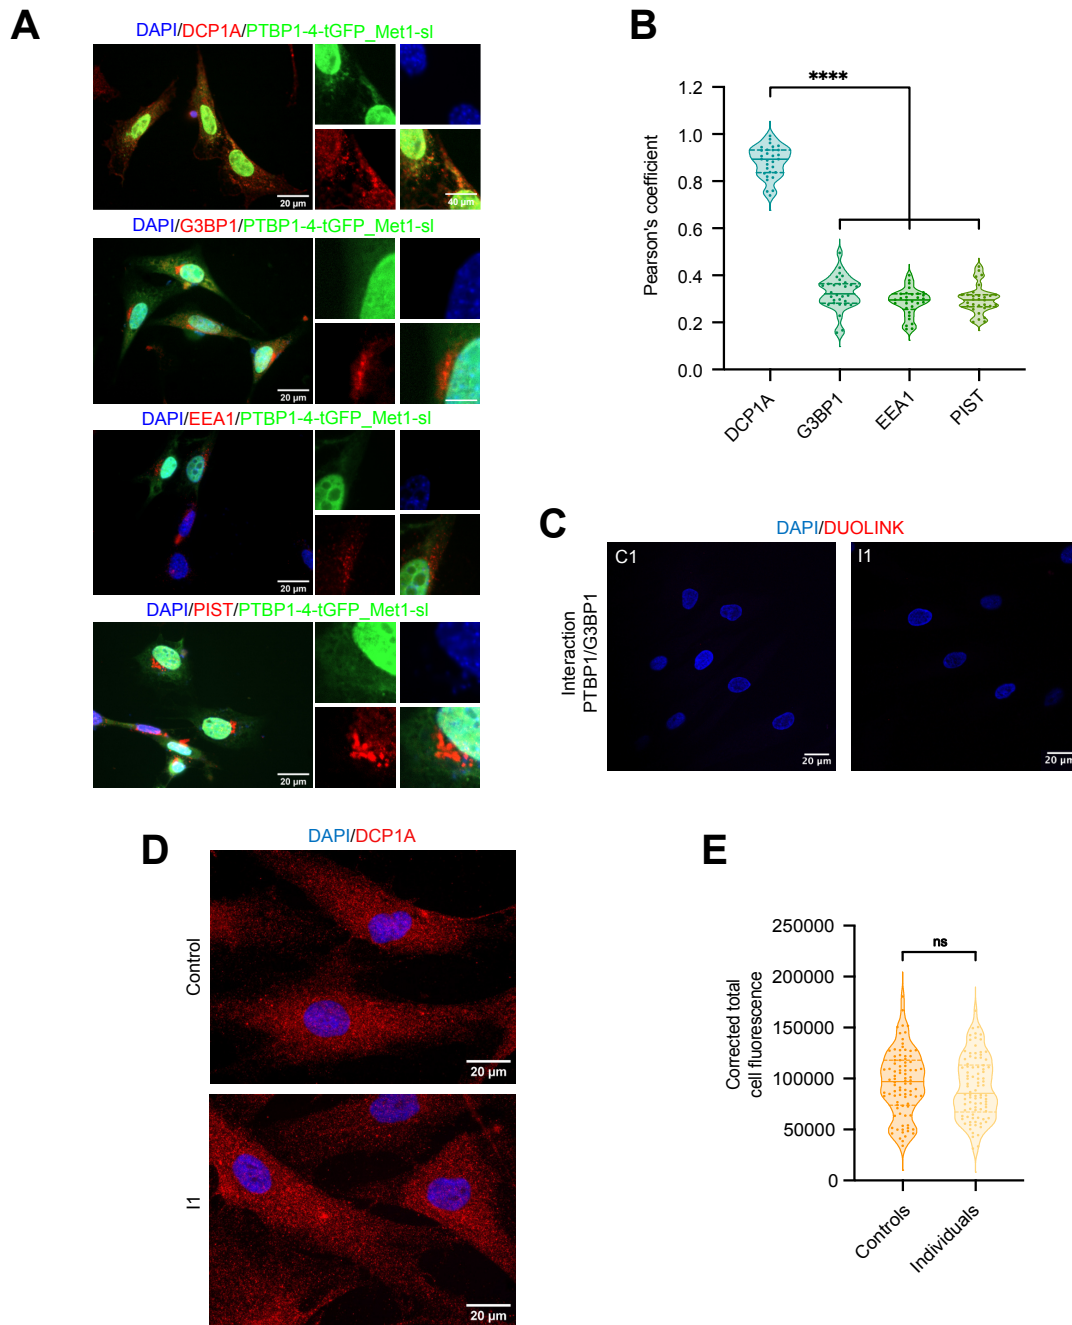 A
DAPI/DCP1A/PTBP1-4-tGFP_Met1-sl
20 µm
40 µm
DAPI/G3BP1/PTBP1-4-tGFP_Met1-sl
20 µm
DAPI/EEA1/PTBP1-4-tGFP_Met1-sl
20 µm
DAPI/PIST/PTBP1-4-tGFP_Met1-sl
20 µm
B
****
Pearson's coefficient
1.2
1.0
0.8
0.6
0.4
0.2
0.0
DCP1A
G3BP1
EEA1
PIST
C
DAPI/DUOLINK
Interaction
PTBP1/G3BP1
C1
20 µm
I1
20 µm
D
DAPI/DCP1A
Control
20 µm
I1
20 µm
E
Corrected total
cell fluorescence
250000
200000
150000
100000
50000
0
ns
Controls
Individuals